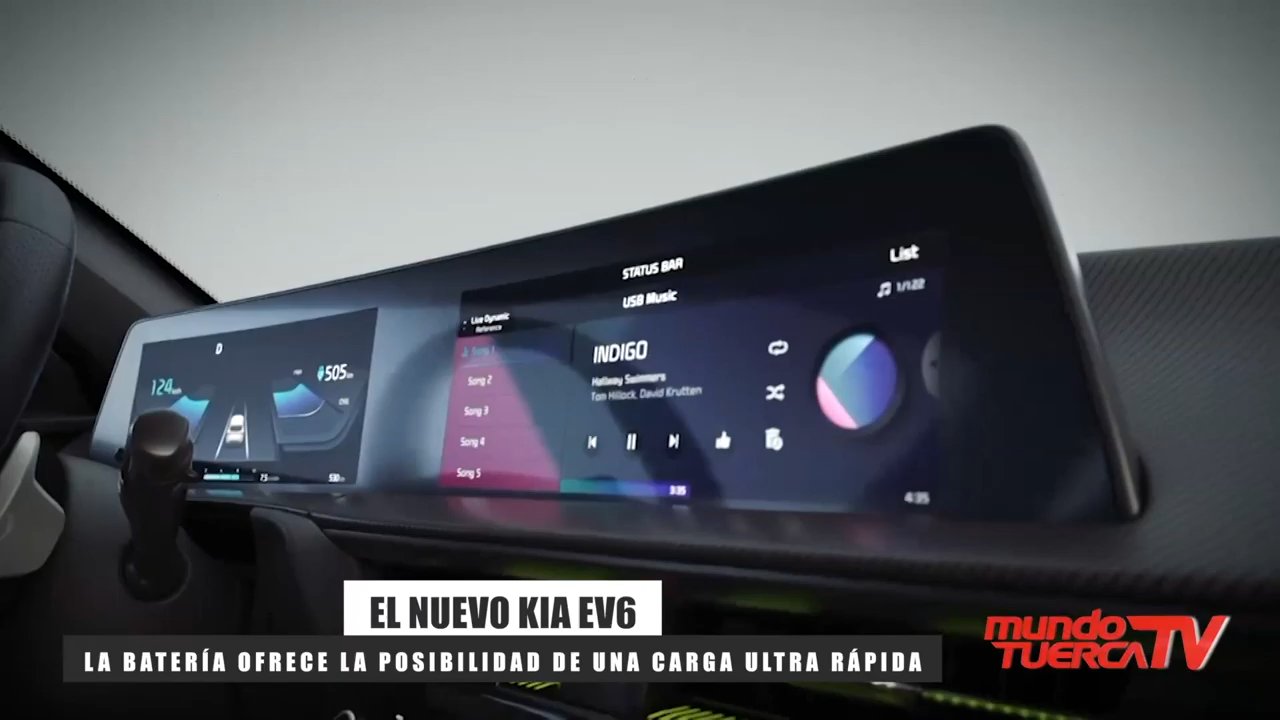 STATUS BAR
List
USB Music
1/122
Live Dynamic
Reference
Song 1
Song 2
Song 3
Song 4
Song 5
INDIGO
Hallway Swimmers
Tom Hillock, David Krutten
3:35
4:35
D
124
505
530
EL NUEVO KIA EV6
LA BATERÍA OFRECE LA POSIBILIDAD DE UNA CARGA ULTRA RÁPIDA
mundo
TUERCA TV